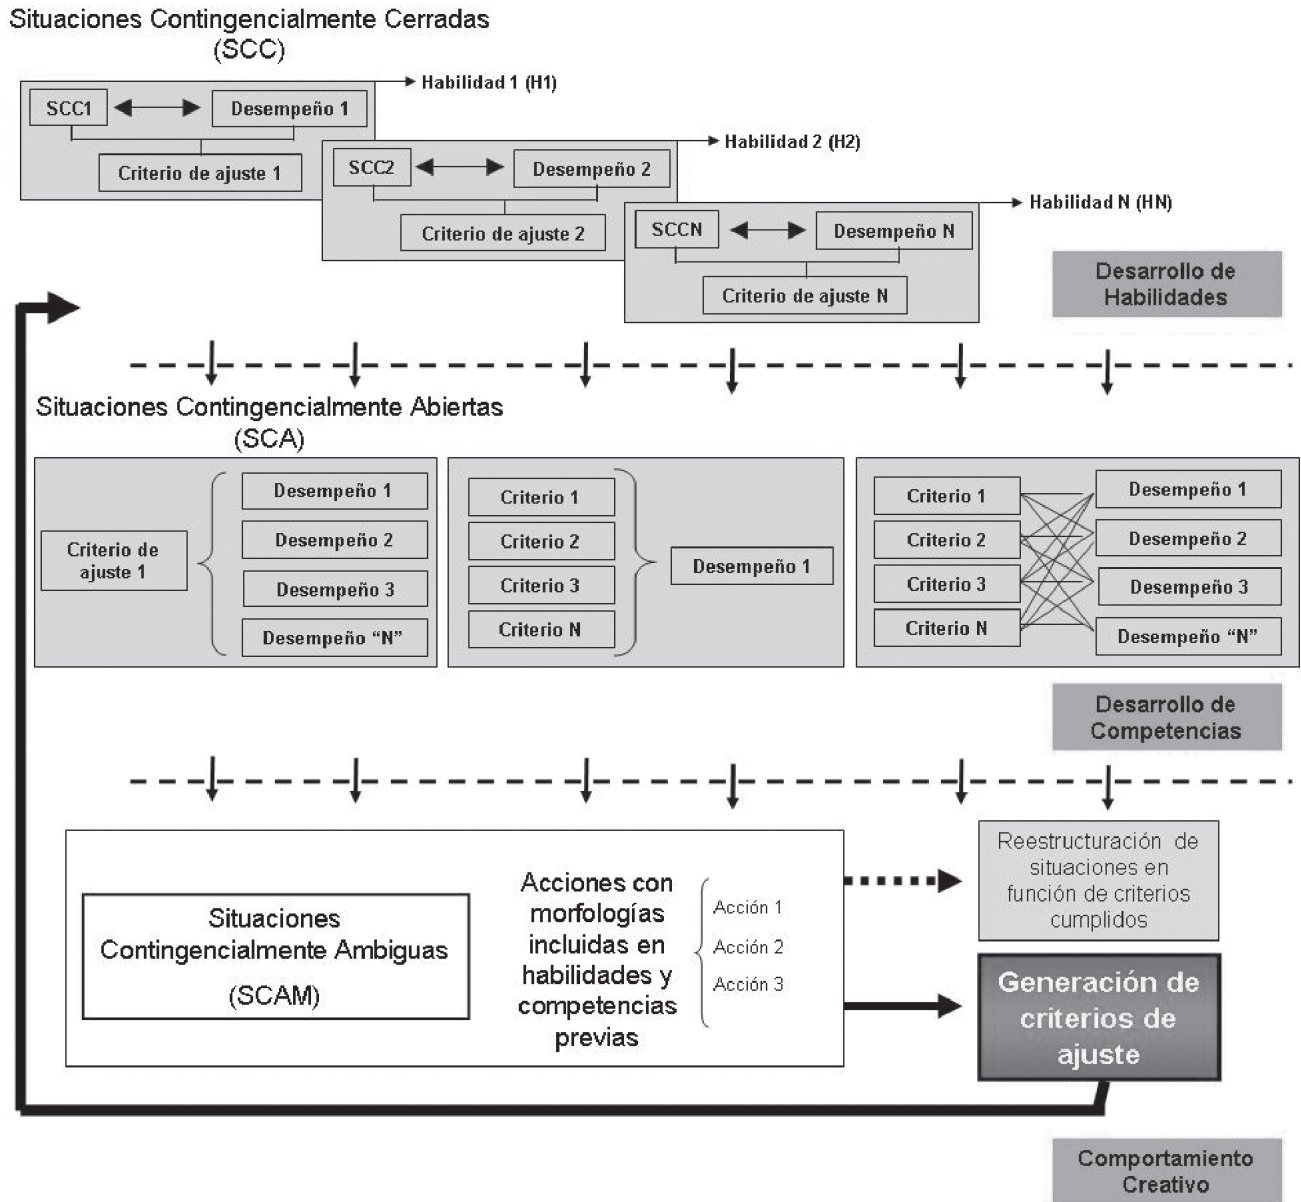 Situaciones Contingencialmente Cerradas
(SCC)
Habilidad 1 (H1)
SCC1
Desempeño 1
Criterio de ajuste 1
Habilidad 2 (H2)
SCC2
Desempeño 2
Criterio de ajuste 2
Habilidad N (HN)
SCCN
Desempeño N
Criterio de ajuste N
Desarrollo de
Habilidades
Situaciones Contingencialmente Abiertas
(SCA)
Criterio de
ajuste 1
Desempeño 1
Desempeño 2
Desempeño 3
Desempeño “N”
Criterio 1
Criterio 2
Criterio 3
Criterio N
Desempeño 1
Criterio 1
Criterio 2
Criterio 3
Criterio N
Desempeño 1
Desempeño 2
Desempeño 3
Desempeño “N”
Desarrollo de
Competencias
Situaciones
Contingencialmente Ambiguas
(SCAM)
Acciones con
morfologías
incluidas en
habilidades y
competencias
previas
Acción 1
Acción 2
Acción 3
Reestructuración de
situaciones en
función de criterios
cumplidos
Generación de
criterios de
ajuste
Comportamiento
Creativo